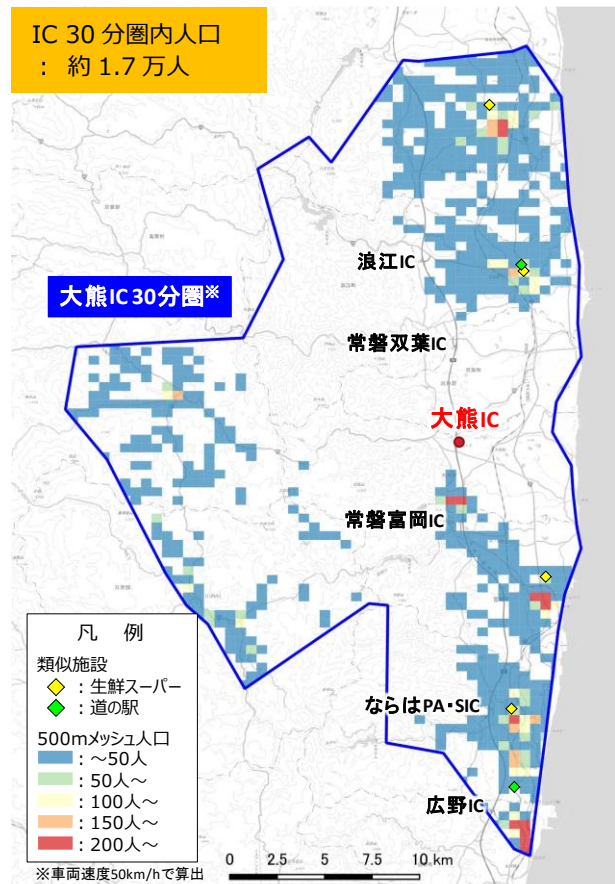 IC 30 分圏内人口
： 約 1.7 万人
浪江IC
大熊IC 30分圏※
常磐双葉IC
大熊IC
常磐富岡IC
ならはPA・SIC
広野IC
凡　例
類似施設
：生鮮スーパー
：道の駅
500mメッシュ人口
：～50人
：50人～
：100人～
：150人～
：200人～
※車両速度50km/hで算出
0 2.5 5 7.5 10 km